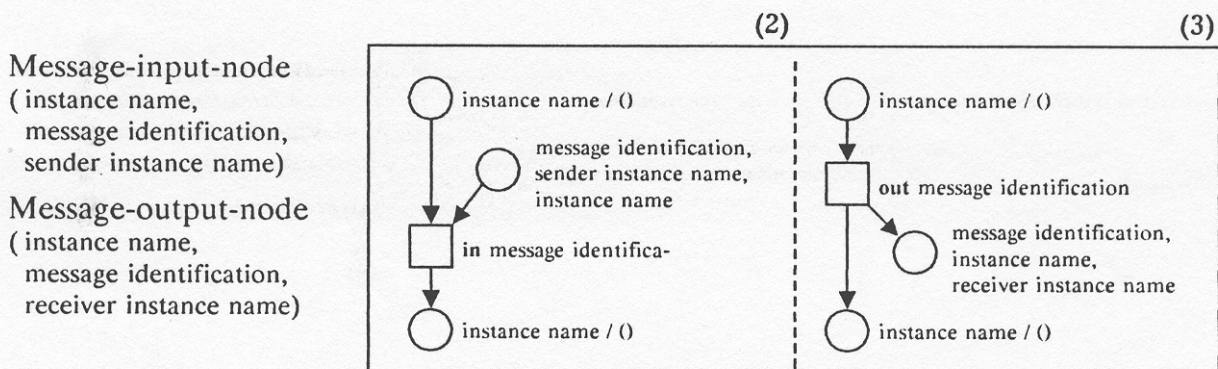 (2)
(3)
Message-input-node
( instance name,
message identification,
sender instance name)
Message-output-node
( instance name,
message identification,
receiver instance name)
instance name / ()
message identification,
sender instance name,
instance name
in message identifica-
instance name / ()
instance name / ()
out message identification
message identification,
instance name,
receiver instance name
instance name / ()